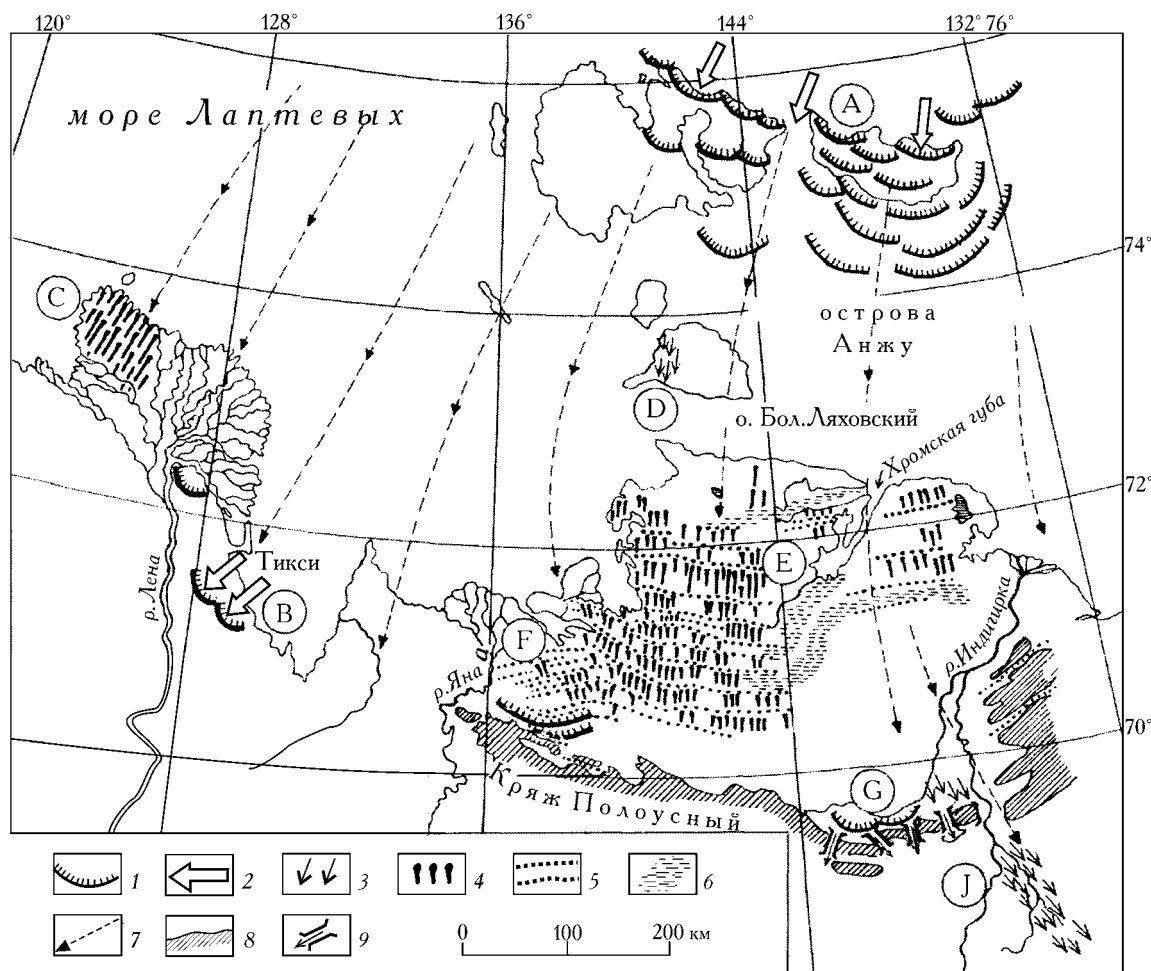 120° 128° 136° 144° 132° 76°
море Лаптевых
A
74°
C
острова
Анжу
D
о. Бол.Ляховский
Хромская губа
72°
E
Тикси
р.Лена
B
F
р.Яна
р.Индигирка
70°
Кряж Полоусный
G
J
1 2 3 4 5 6
7 8 9
0 100 200 км